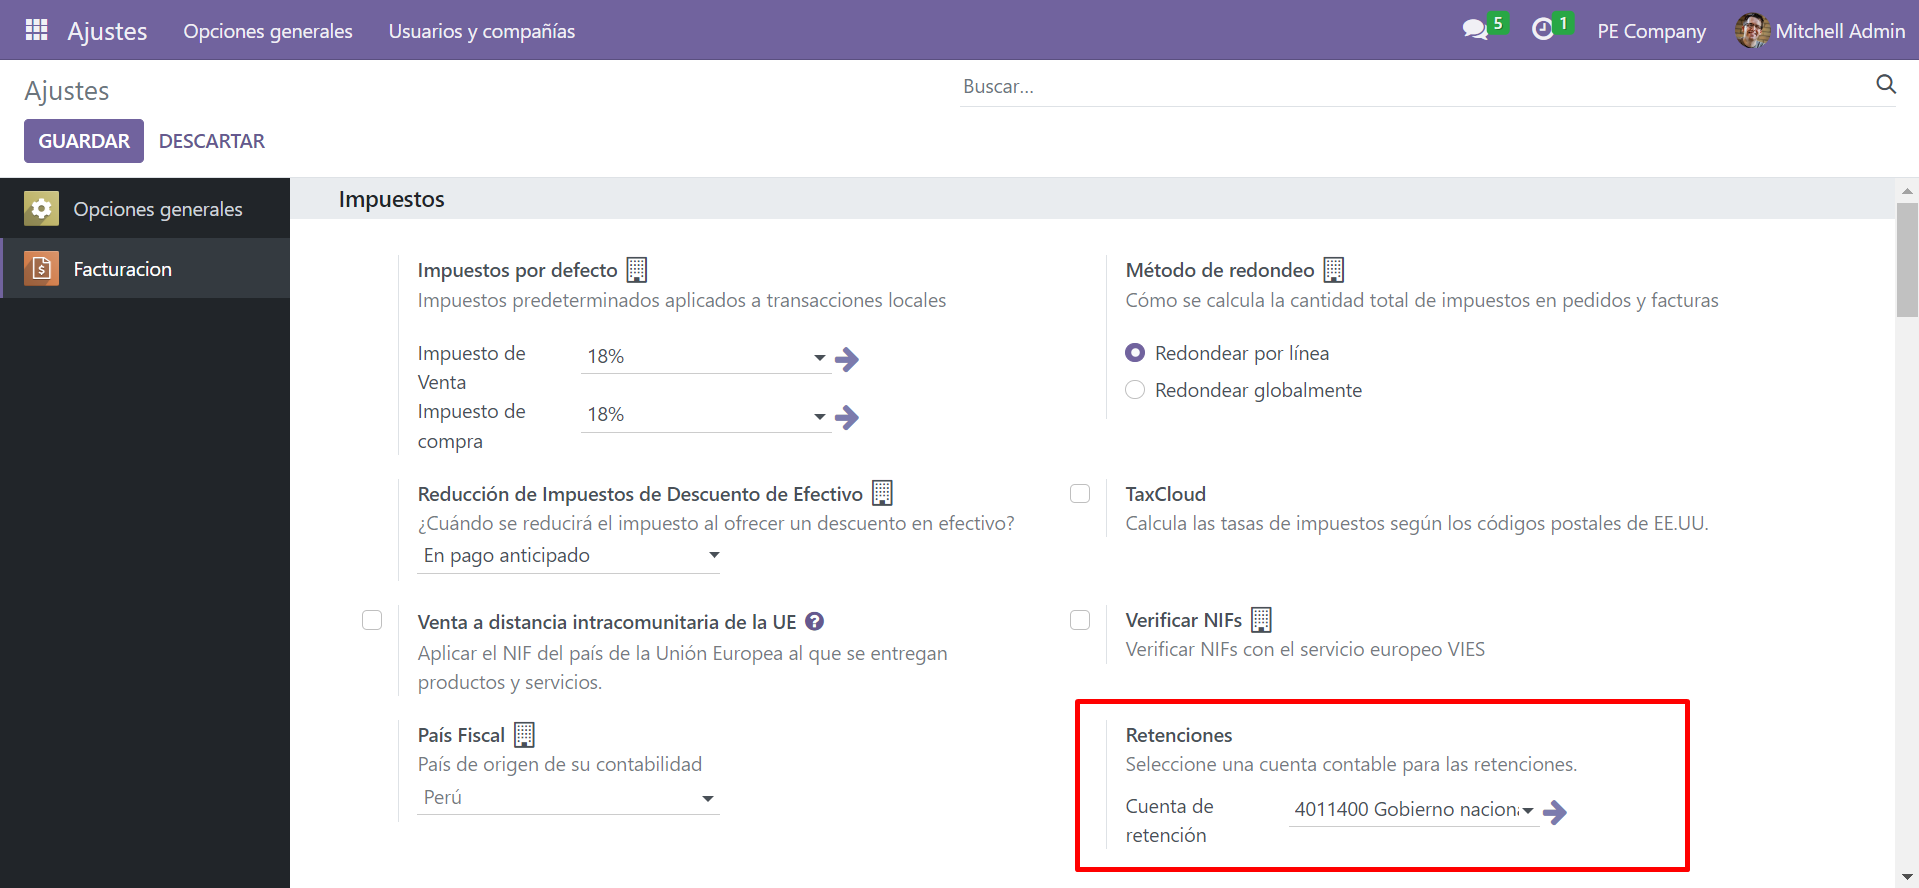 Ajustes
Opciones generales
Usuarios y compañías
5
1
PE Company
Mitchell Admin
Ajustes
Buscar...
GUARDAR
DESCARTAR
Opciones generales
Facturacion
Impuestos
Impuestos por defecto
Impuestos predeterminados aplicados a transacciones locales
Impuesto de
Venta
18%
Impuesto de
compra
18%
Método de redondeo
Cómo se calcula la cantidad total de impuestos en pedidos y facturas
Redondear por línea
Redondear globalmente
Reducción de Impuestos de Descuento de Efectivo
¿Cuándo se reducirá el impuesto al ofrecer un descuento en efectivo?
En pago anticipado
TaxCloud
Calcula las tasas de impuestos según los códigos postales de EE.UU.
Venta a distancia intracomunitaria de la UE ?
Aplicar el NIF del país de la Unión Europea al que se entregan
productos y servicios.
Verificar NIFs
Verificar NIFs con el servicio europeo VIES
País Fiscal
País de origen de su contabilidad
Perú
Retenciones
Seleccione una cuenta contable para las retenciones.
Cuenta de
retención
4011400 Gobierno naciona